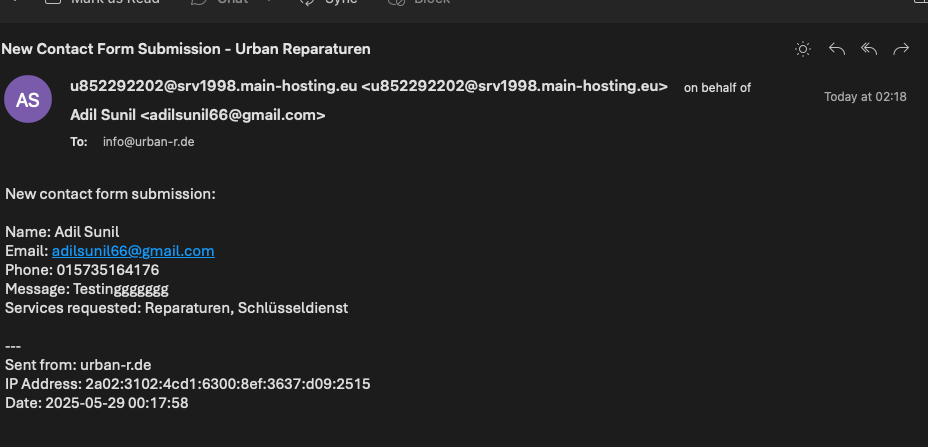 Mark as Read Chat Sync Block
New Contact Form Submission - Urban Reparaturen
AS
u852292202@srv1998.main-hosting.eu <u852292202@srv1998.main-hosting.eu> on behalf of
Adil Sunil <adilsunil66@gmail.com>
Today at 02:18
To: info@urban-r.de
New contact form submission:
Name: Adil Sunil
Email: adilsunil66@gmail.com
Phone: 015735164176
Message: Testinggggggg
Services requested: Reparaturen, Schlüsseldienst
---
Sent from: urban-r.de
IP Address: 2a02:3102:4cd1:6300:8ef:3637:d09:2515
Date: 2025-05-29 00:17:58